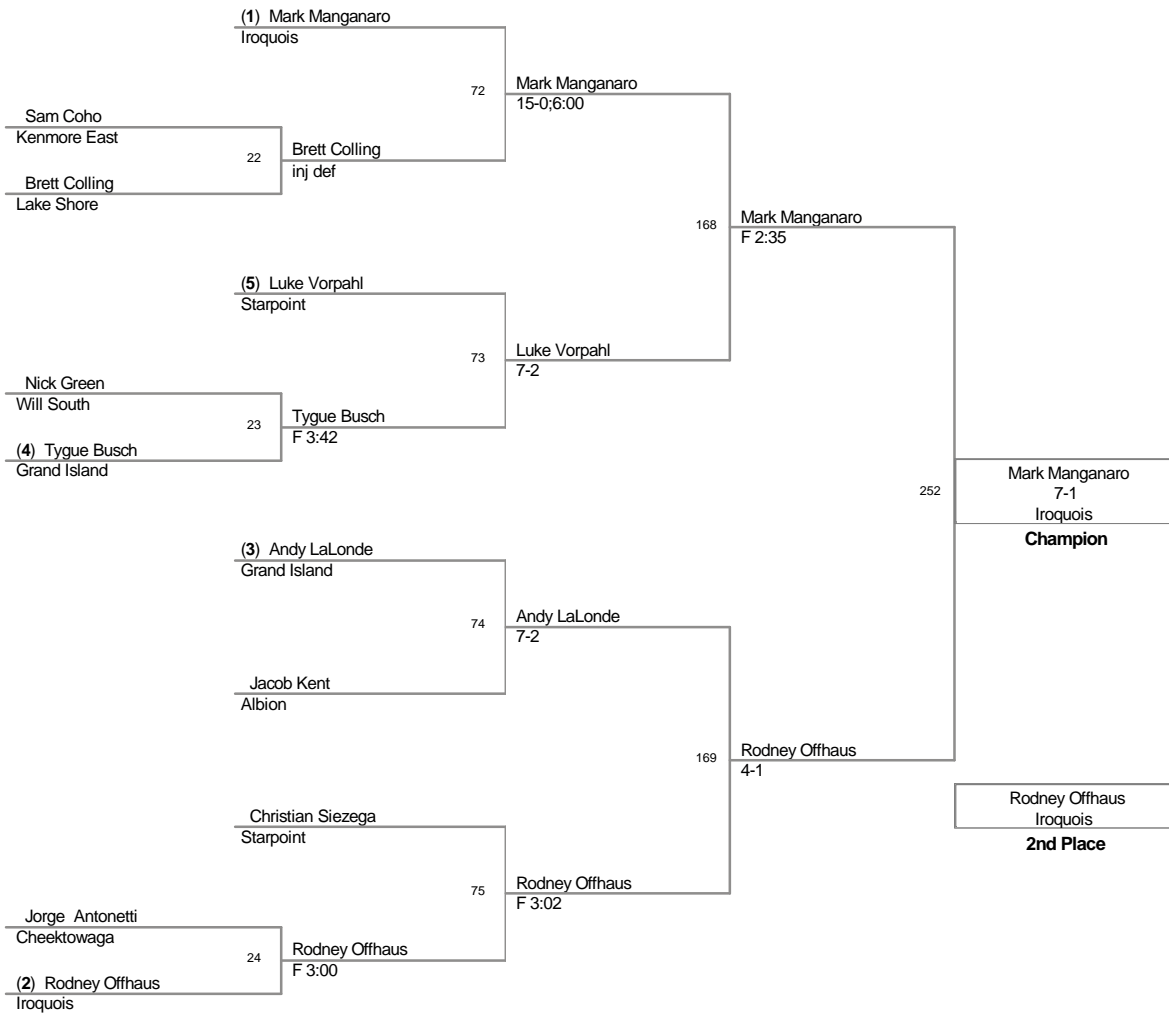 (1) Mark Manganaro
Iroquois
72
Mark Manganaro
15-0;6:00
Sam Coho
Kenmore East
22
Brett Colling
inj def
Brett Colling
Lake Shore
168
Mark Manganaro
F 2:35
(5) Luke Vorpahl
Starpoint
73
Luke Vorpahl
7-2
Nick Green
Will South
23
Tygue Busch
F 3:42
(4) Tygue Busch
Grand Island
252
Mark Manganaro
7-1
Iroquois
Champion
(3) Andy LaLonde
Grand Island
74
Andy LaLonde
7-2
Jacob Kent
Albion
169
Rodney Offhaus
4-1
Rodney Offhaus
Iroquois
2nd Place
Christian Siezega
Starpoint
75
Rodney Offhaus
F 3:02
Jorge Antonetti
Cheektowaga
24
Rodney Offhaus
F 3:00
(2) Rodney Offhaus
Iroquois